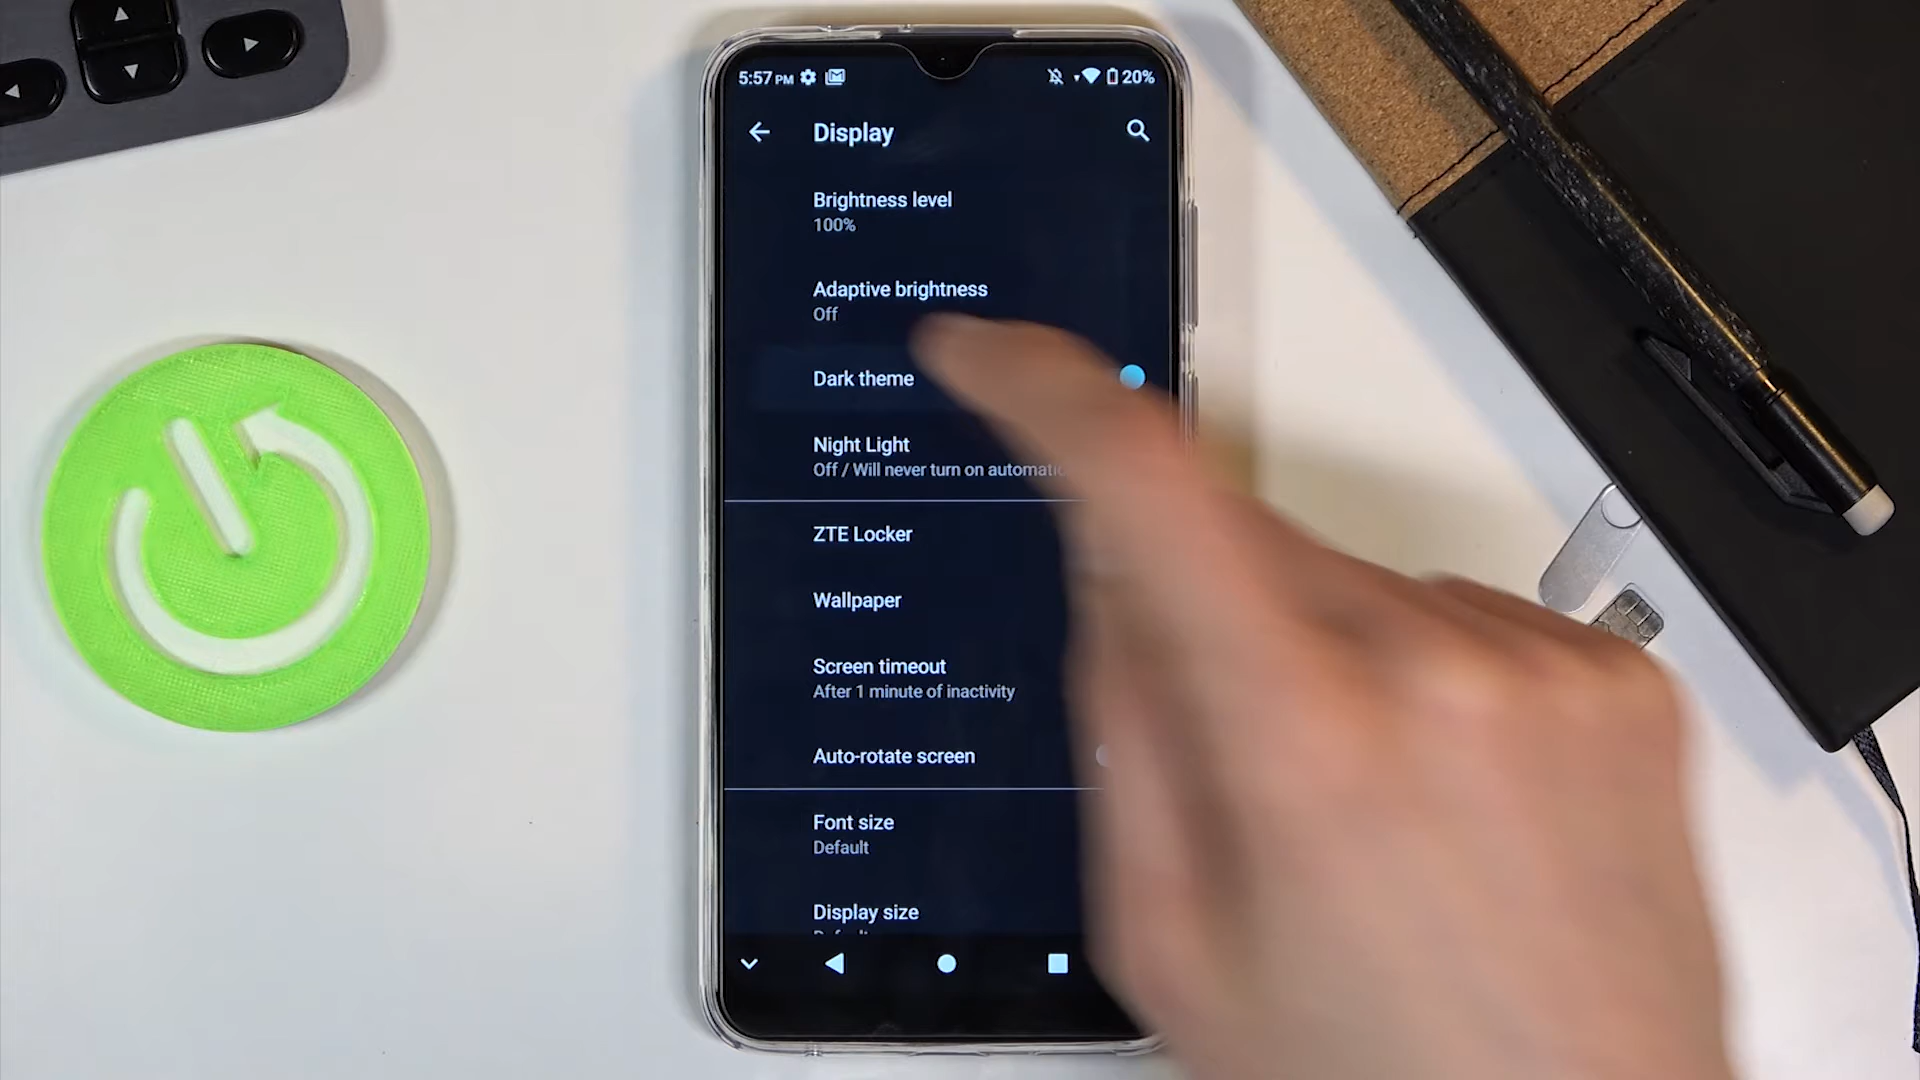 5:57 PM 20%
Display
Brightness level
100%
Adaptive brightness
Off
Dark theme
Night Light
Off / Will never turn on
ZTE Locker
Wallpaper
Screen timeout
After 1 minute of inactivity
Auto-rotate screen
Font size
Default
Display size